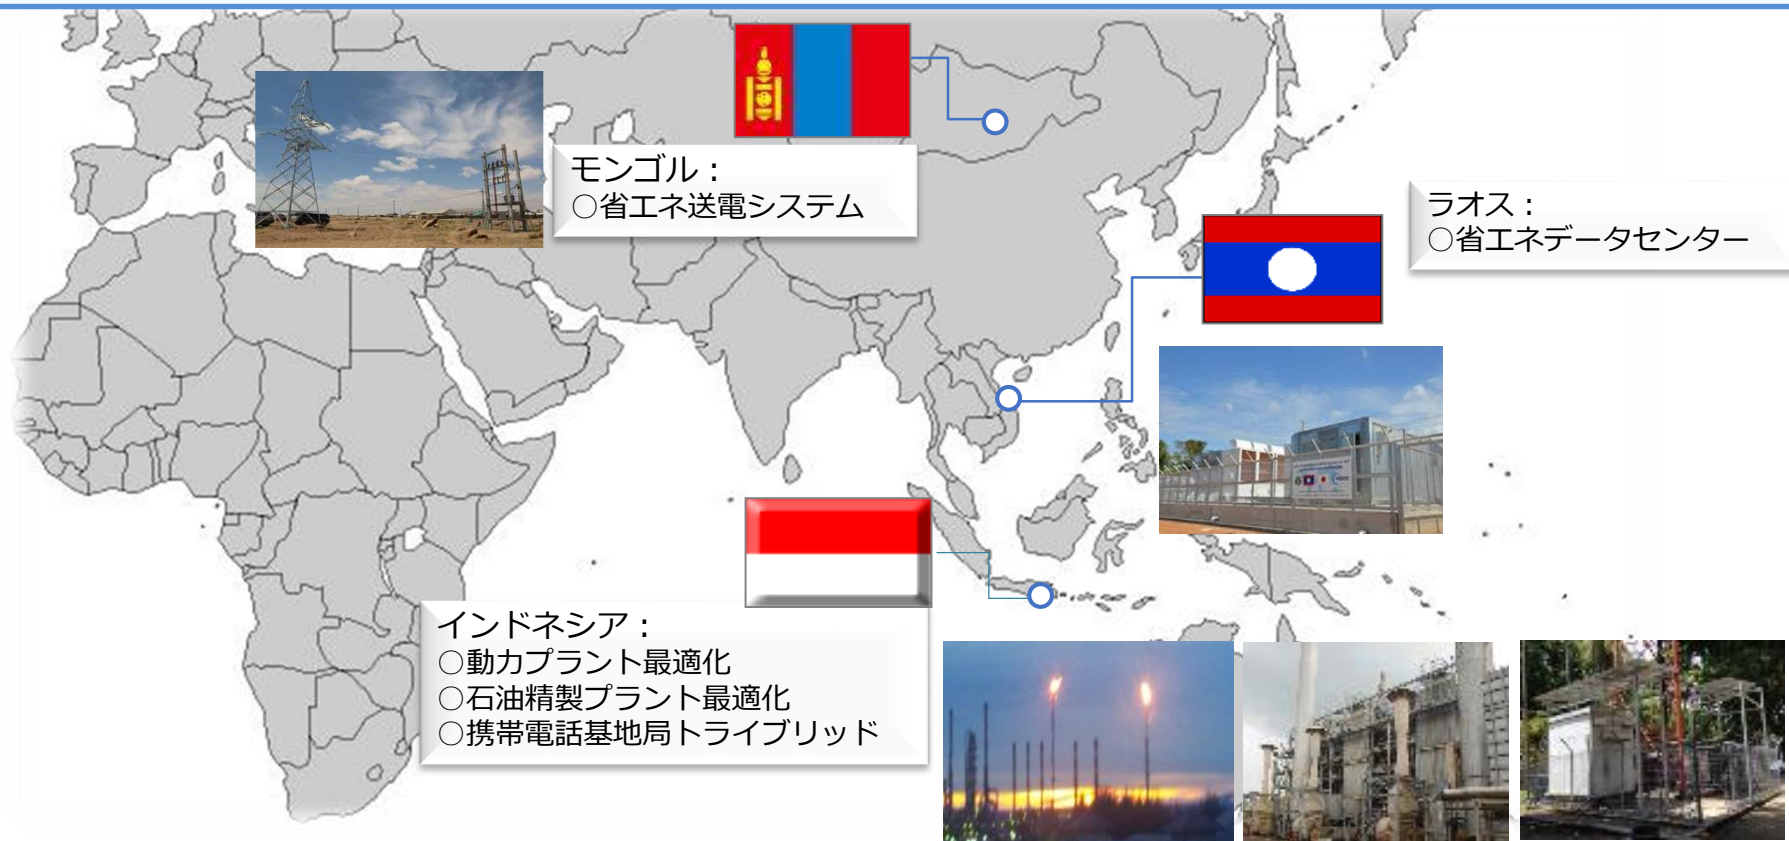 モンゴル：
○省エネ送電システム
ラオス：
○省エネデータセンター
インドネシア：
○動力プラント最適化
○石油精製プラント最適化
○携帯電話基地局トライブリッド